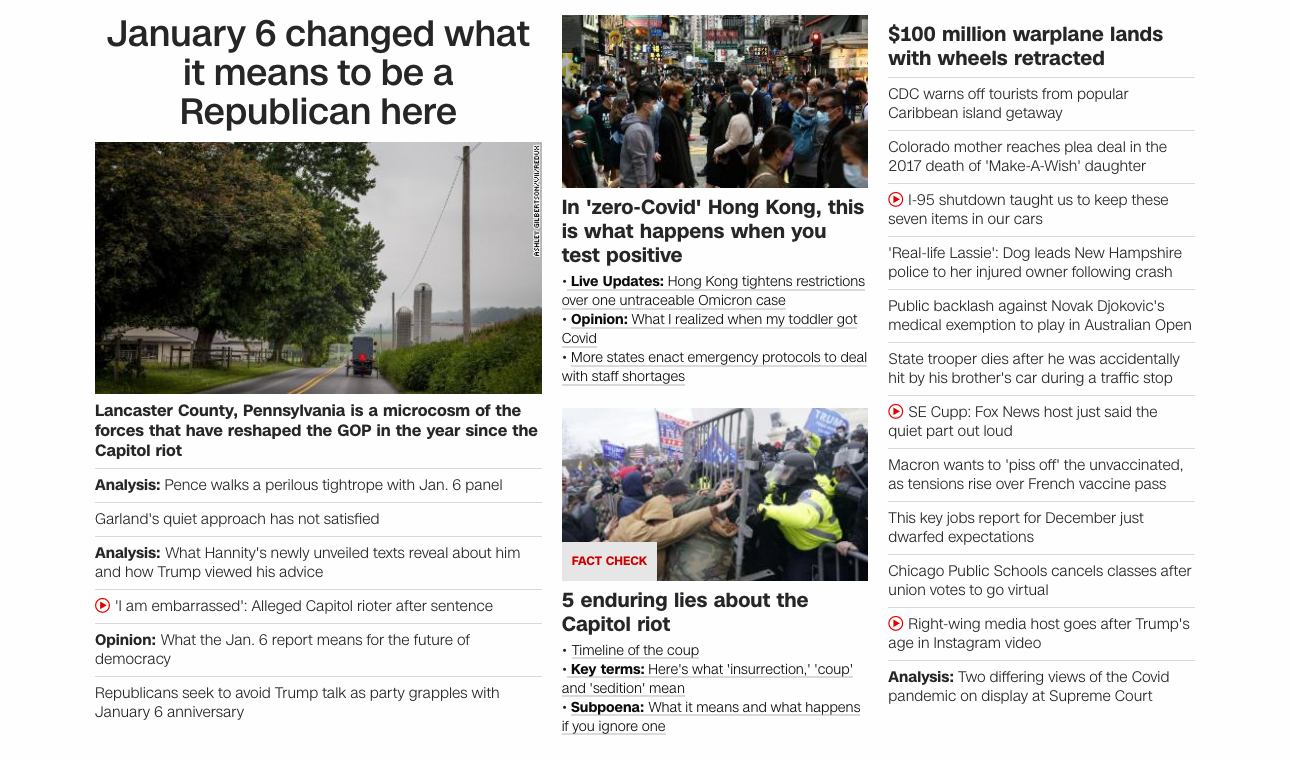 January 6 changed what
it means to be a
Republican here
ASHLEY GILBERTSON/VII/REDUX
Lancaster County, Pennsylvania is a microcosm of the
forces that have reshaped the GOP in the year since the
Capitol riot
Analysis: Pence walks a perilous tightrope with Jan. 6 panel
Garland's quiet approach has not satisfied
Analysis: What Hannity's newly unveiled texts reveal about him
and how Trump viewed his advice
'I am embarrassed': Alleged Capitol rioter after sentence
Opinion: What the Jan. 6 report means for the future of
democracy
Republicans seek to avoid Trump talk as party grapples with
January 6 anniversary
In 'zero-Covid' Hong Kong, this
is what happens when you
test positive
• Live Updates: Hong Kong tightens restrictions
over one untraceable Omicron case
• Opinion: What I realized when my toddler got
Covid
• More states enact emergency protocols to deal
with staff shortages
TRUMP
FACT CHECK
5 enduring lies about the
Capitol riot
• Timeline of the coup
• Key terms: Here's what 'insurrection,' 'coup'
and 'sedition' mean
• Subpoena: What it means and what happens
if you ignore one
$100 million warplane lands
with wheels retracted
CDC warns off tourists from popular
Caribbean island getaway
Colorado mother reaches plea deal in the
2017 death of 'Make-A-Wish' daughter
I-95 shutdown taught us to keep these
seven items in our cars
'Real-life Lassie': Dog leads New Hampshire
police to her injured owner following crash
Public backlash against Novak Djokovic's
medical exemption to play in Australian Open
State trooper dies after he was accidentally
hit by his brother's car during a traffic stop
SE Cupp: Fox News host just said the
quiet part out loud
Macron wants to 'piss off' the unvaccinated,
as tensions rise over French vaccine pass
This key jobs report for December just
dwarfed expectations
Chicago Public Schools cancels classes after
union votes to go virtual
Right-wing media host goes after Trump's
age in Instagram video
Analysis: Two differing views of the Covid
pandemic on display at Supreme Court